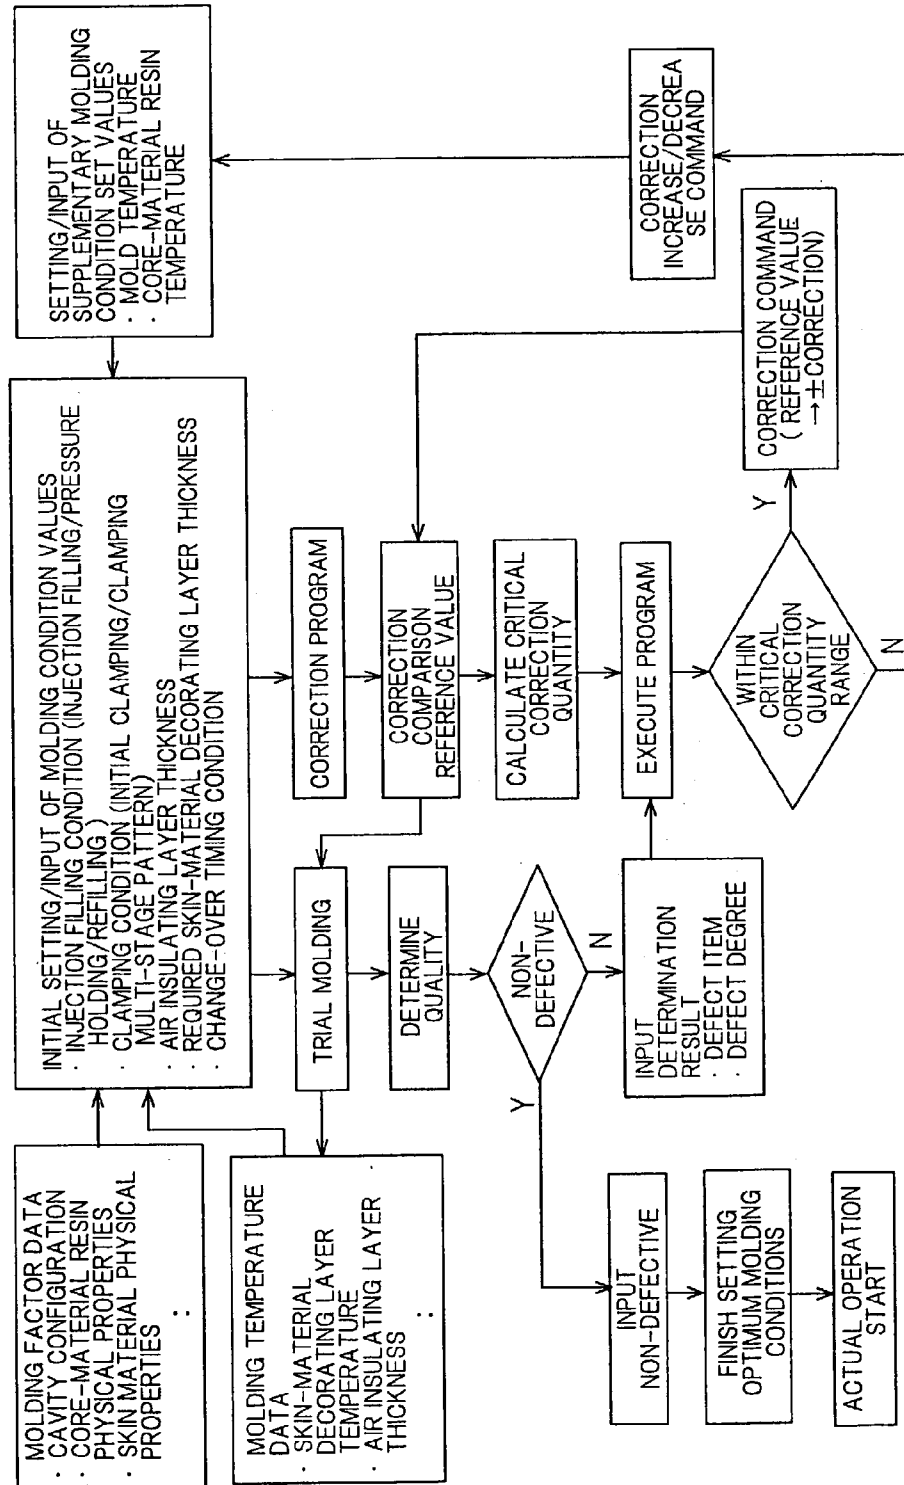 MOLDING FACTOR DATA
· CAVITY CONFIGURATION
· CORE-MATERIAL RESIN
PHYSICAL PROPERTIES
· SKIN MATERIAL PHYSICAL
PROPERTIES
:
INITIAL SETTING/INPUT OF MOLDING CONDITION VALUES
· INJECTION FILLING CONDITION (INJECTION FILLING/PRESSURE
HOLDING/REFILLING )
· CLAMPING CONDITION (INITIAL CLAMPING/CLAMPING
MULTI-STAGE PATTERN)
· AIR INSULATING LAYER THICKNESS
· REQUIRED SKIN-MATERIAL DECORATING LAYER THICKNESS
· CHANGE-OVER TIMING CONDITION
SETTING/INPUT OF
SUPPLEMENTARY MOLDING
CONDITION SET VALUES
· MOLD TEMPERATURE
· CORE-MATERIAL RESIN
TEMPERATURE
MOLDING TEMPERATURE
DATA
· SKIN-MATERIAL
DECORATING LAYER
TEMPERATURE
· AIR INSULATING LAYER
THICKNESS
:
TRIAL MOLDING
CORRECTION PROGRAM
DETERMINE
QUALITY
CORRECTION
COMPARISON
REFERENCE VALUE
NON-
DEFECTIVE
Y
N
CALCULATE CRITICAL
CORRECTION
QUANTITY
INPUT
NON-DEFECTIVE
INPUT
DETERMINATION
RESULT
· DEFECT ITEM
· DEFECT DEGREE
EXECUTE PROGRAM
CORRECTION
INCREASE/DECREA
SE COMMAND
FINISH SETTING
OPTIMUM MOLDING
CONDITIONS
WITHIN
CRITICAL
CORRECTION
QUANTITY
RANGE
Y
N
CORRECTION COMMAND
( REFERENCE VALUE
→±CORRECTION)
ACTUAL OPERATION
START